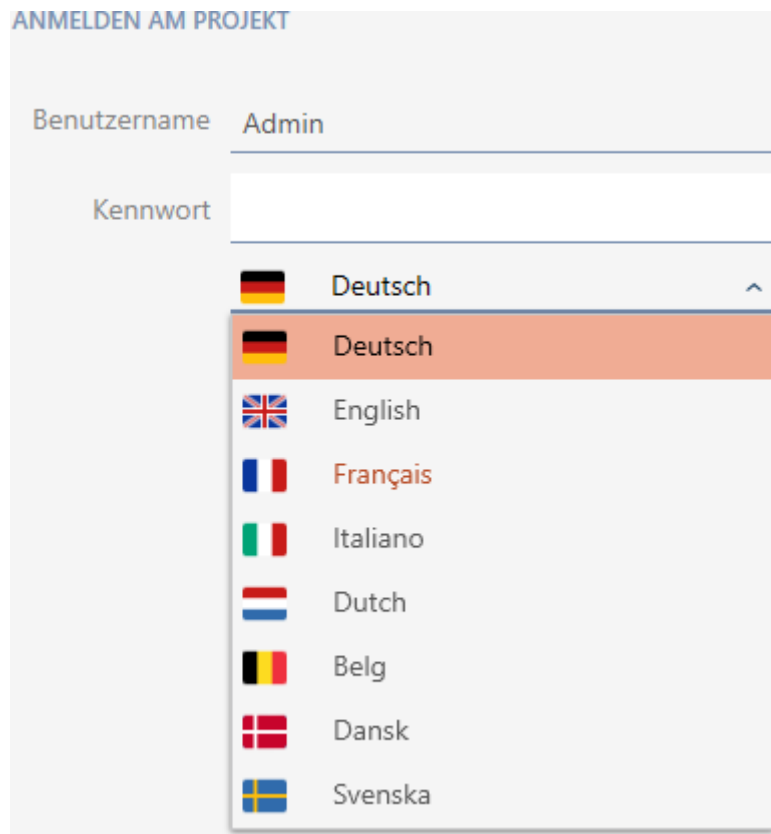 ANMELDEN AM PROJEKT
Benutzername Admin
Kennwort
Deutsch
Deutsch
English
Français
Italiano
Dutch
Belg
Dansk
Svenska